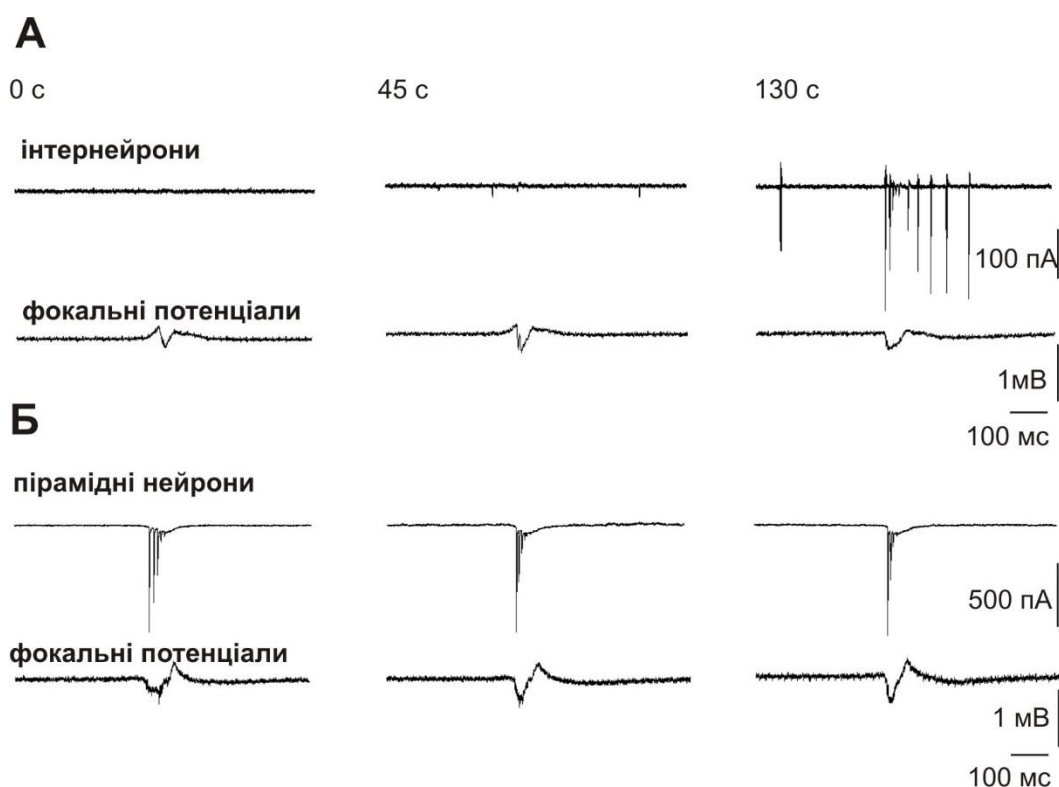 А
0 с
45 с
130 с
інтернейрони
100 пА
фокальні потенціали
1мВ
100 мс
Б
пірамідні нейрони
500 пА
фокальні потенціали
1 мВ
100 мс